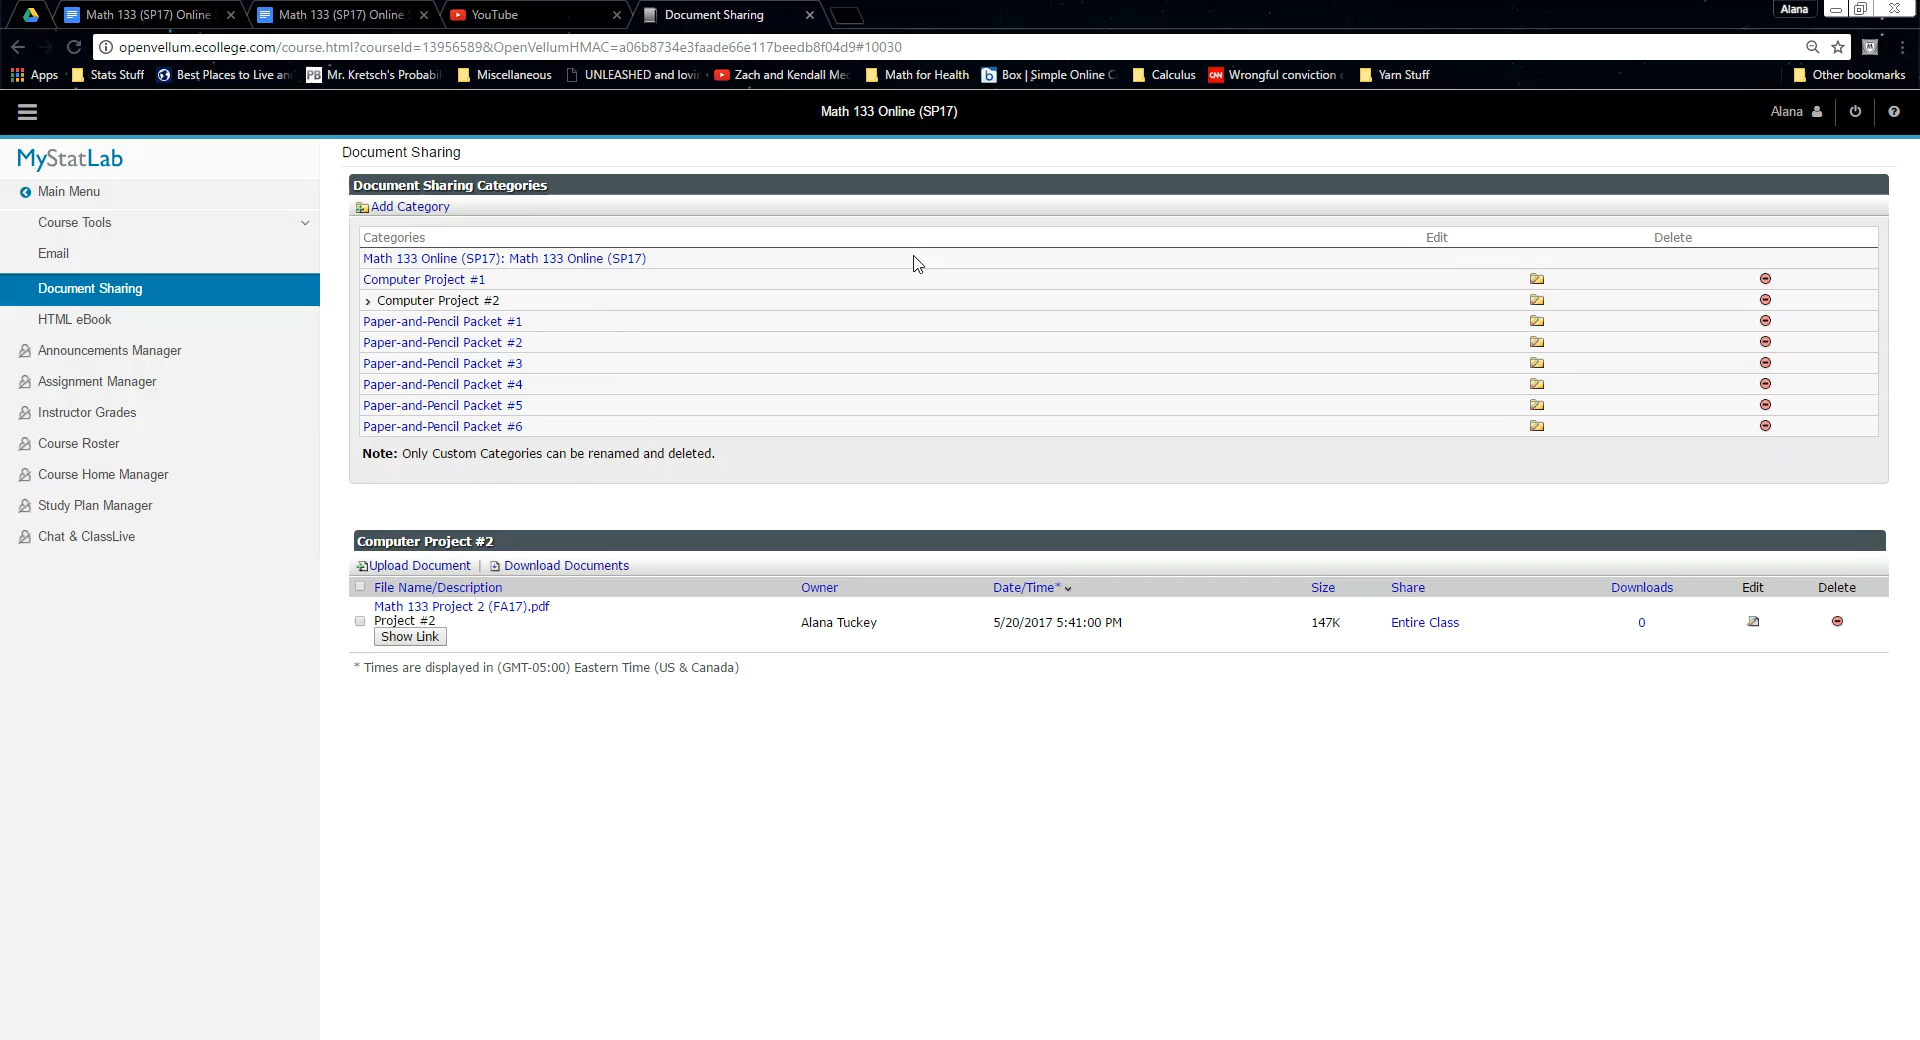 Math 133 (SP17) Online
Math 133 (SP17) Online
YouTube
Document Sharing
Alana
openvellum.ecollege.com/course.html?courseId=13956589&OpenVellumHMAC=a06b8734e3faade66e117beedb8f04d9#10030
Apps
Stats Stuff
Best Places to Live an
PB Mr. Kretsch's Probabil
Miscellaneous
UNLEASHED and lovin
Zach and Kendall Me
Math for Health
Box | Simple Online C
Calculus
CNN Wrongful conviction
Yarn Stuff
Other bookmarks
Math 133 Online (SP17)
Alana
MyStatLab
Main Menu
Course Tools
Email
Document Sharing
HTML eBook
Announcements Manager
Assignment Manager
Instructor Grades
Course Roster
Course Home Manager
Study Plan Manager
Chat & ClassLive
Document Sharing
Document Sharing Categories
Add Category
Categories Edit Delete
Math 133 Online (SP17): Math 133 Online (SP17)
Computer Project #1
Computer Project #2
Paper-and-Pencil Packet #1
Paper-and-Pencil Packet #2
Paper-and-Pencil Packet #3
Paper-and-Pencil Packet #4
Paper-and-Pencil Packet #5
Paper-and-Pencil Packet #6
Note: Only Custom Categories can be renamed and deleted.
Computer Project #2
Upload Document | Download Documents
File Name/Description Owner Date/Time* Size Share Downloads Edit Delete
Math 133 Project 2 (FA17).pdf
Project #2 Alana Tuckey 5/20/2017 5:41:00 PM 147K Entire Class 0
Show Link
* Times are displayed in (GMT-05:00) Eastern Time (US & Canada)